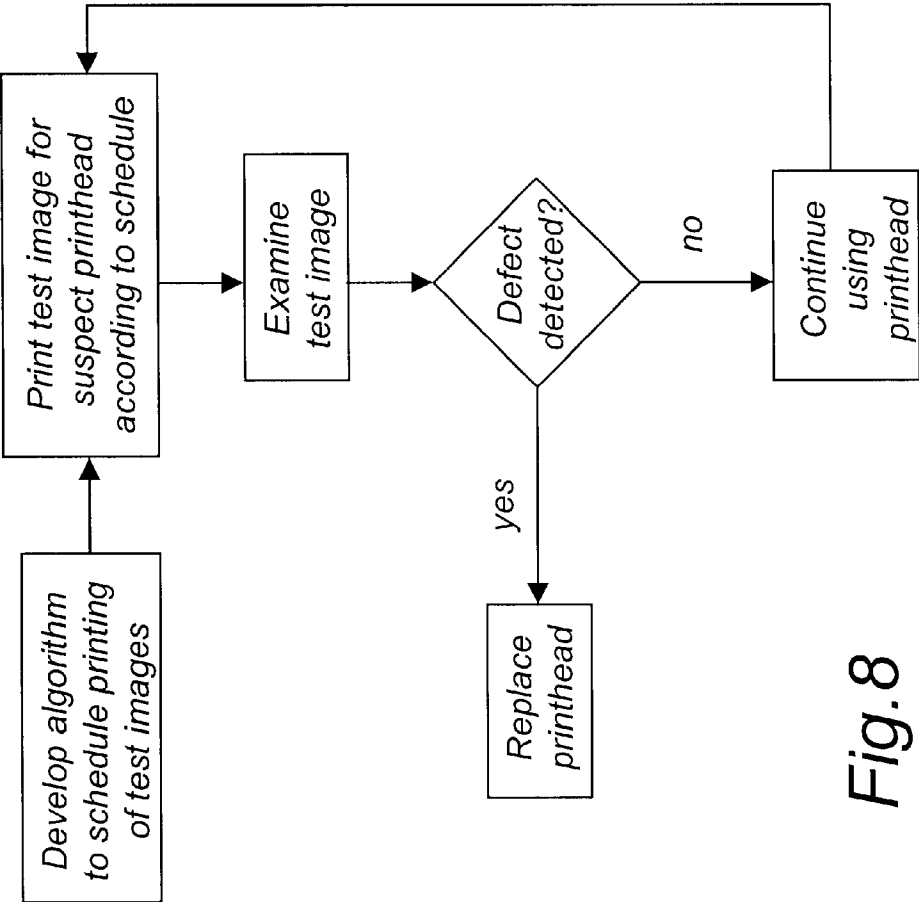 Develop algorithm
to schedule printing
of test images
Print test image for
suspect printhead
according to schedule
Examine
test image
Defect
detected?
yes
Replace
printhead
no
Continue
using
printhead
Fig.8